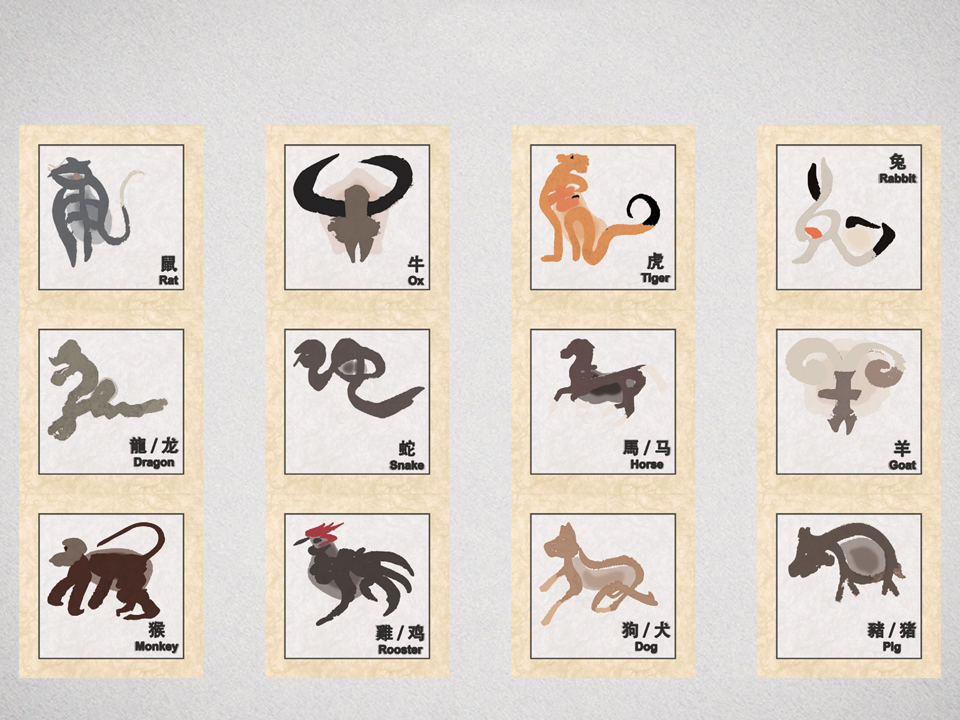 鼠
Rat
牛
Ox
虎
Tiger
兔
Rabbit
龍 / 龙
Dragon
蛇
Snake
馬 / 马
Horse
羊
Goat
猴
Monkey
雞 / 鸡
Rooster
狗 / 犬
Dog
豬 / 猪
Pig